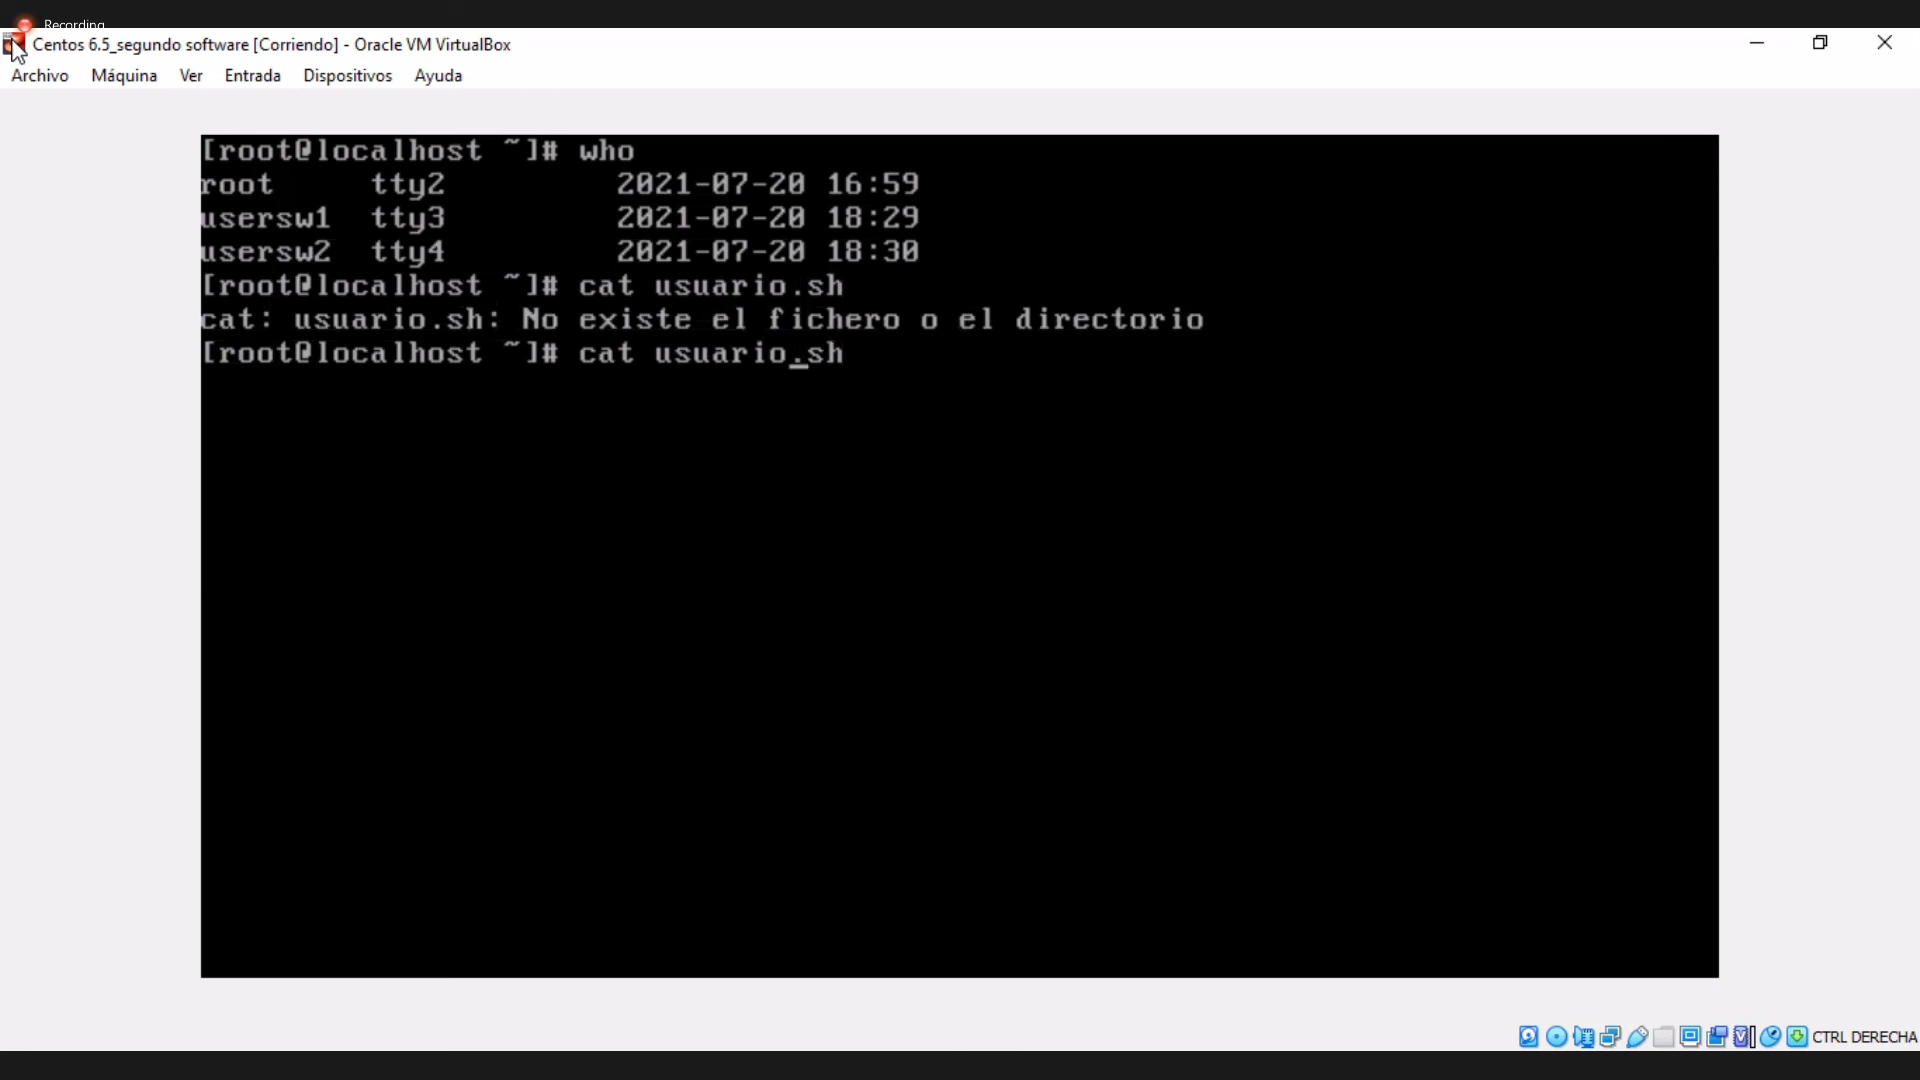 Recording
Centos 6.5_segundo software [Corriendo] - Oracle VM VirtualBox
Archivo Máquina Ver Entrada Dispositivos Ayuda
[root@localhost ~]# who
root     tty2         2021-07-20 16:59
usersw1  tty3         2021-07-20 18:29
usersw2  tty4         2021-07-20 18:30
[root@localhost ~]# cat usuario.sh
cat: usuario.sh: No existe el fichero o el directorio
[root@localhost ~]# cat usuario.sh
CTRL DERECHA